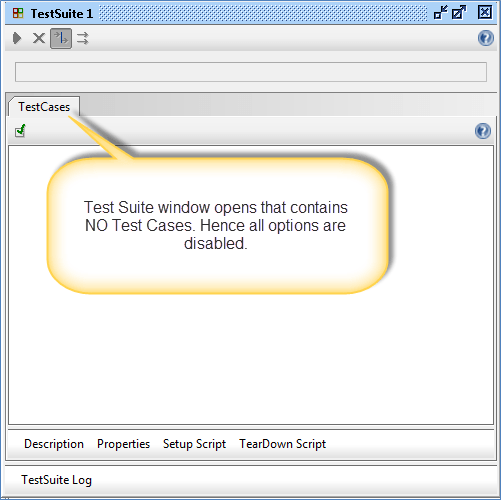 TestSuite 1
TestCases
Test Suite window opens that contains
NO Test Cases. Hence all options are
disabled.
Description Properties Setup Script TearDown Script
TestSuite Log